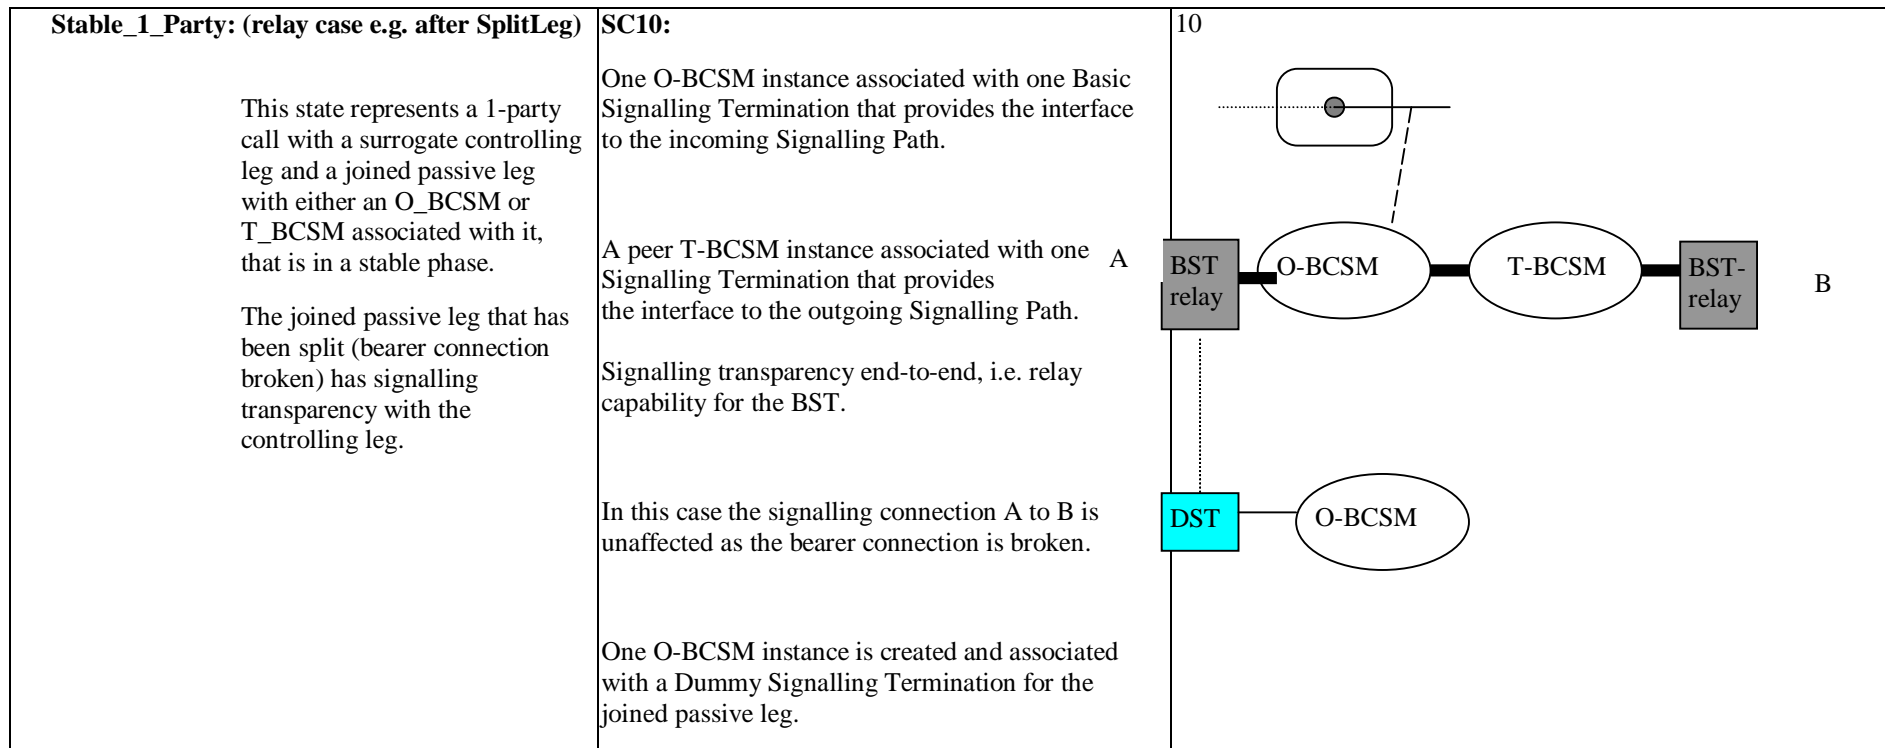 Stable_1_Party: (relay case e.g. after SplitLeg)
This state represents a 1-party
call with a surrogate controlling
leg and a joined passive leg
with either an O_BCSM or
T_BCSM associated with it,
that is in a stable phase.
The joined passive leg that has
been split (bearer connection
broken) has signalling
transparency with the
controlling leg.
SC10:
One O-BCSM instance associated with one Basic
Signalling Termination that provides the interface
to the incoming Signalling Path.
A peer T-BCSM instance associated with one
Signalling Termination that provides
the interface to the outgoing Signalling Path.
Signalling transparency end-to-end, i.e. relay
capability for the BST.
In this case the signalling connection A to B is
unaffected as the bearer connection is broken.
One O-BCSM instance is created and associated
with a Dummy Signalling Termination for the
joined passive leg.
10
A
BST
relay
O-BCSM
T-BCSM
BST-
relay
B
DST
O-BCSM